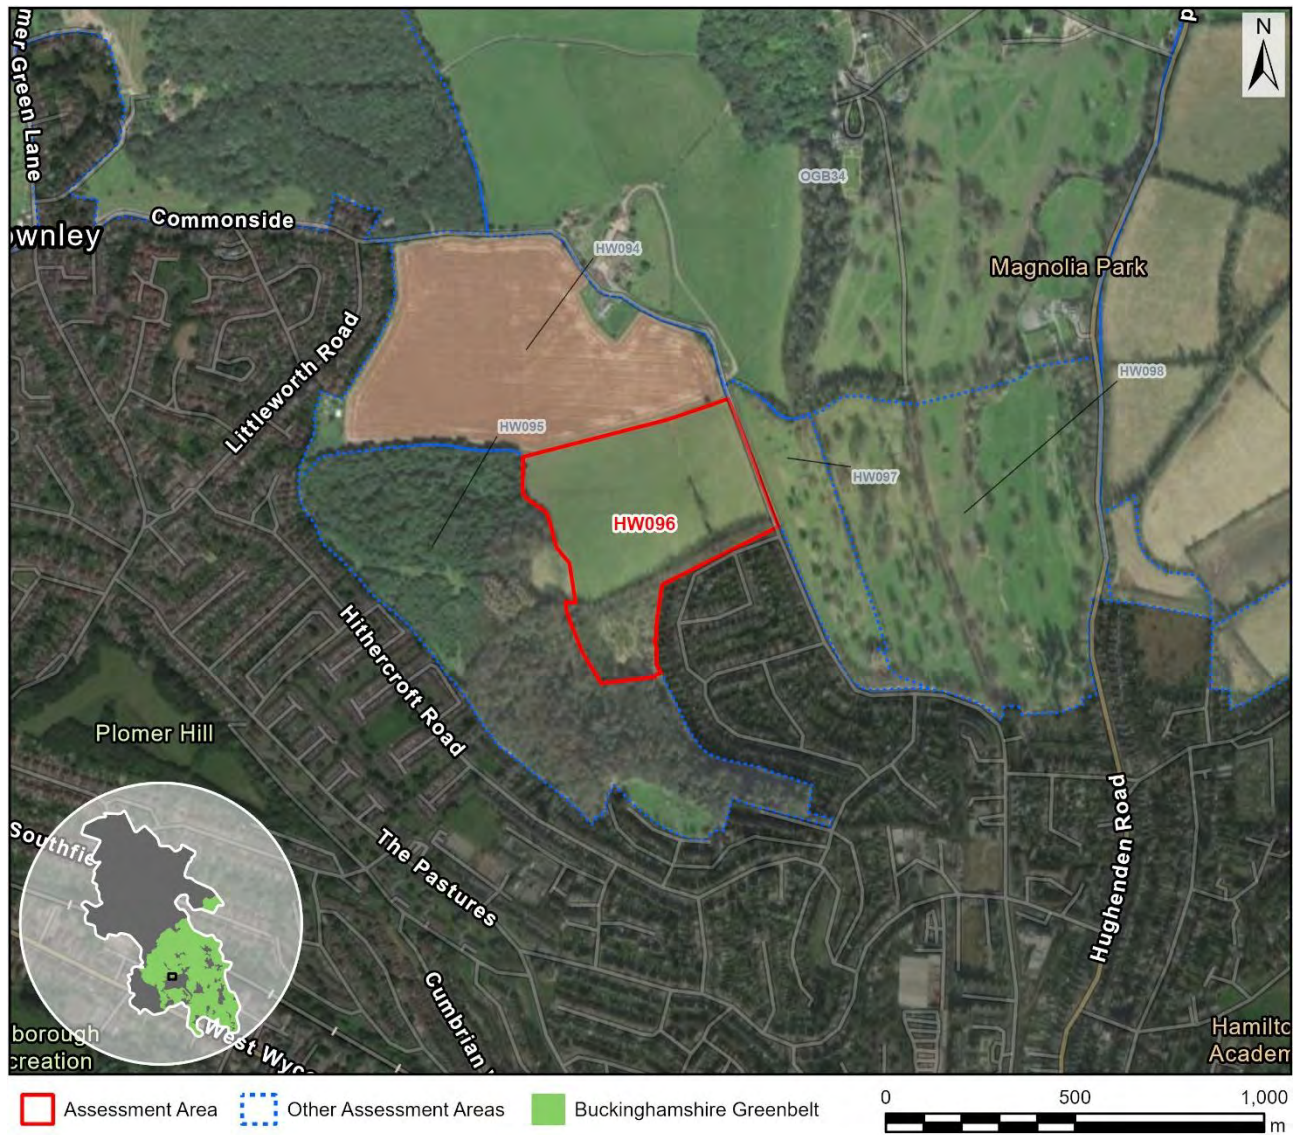 mer Green Lane
N
Commonside
ownley
OGB34
HW094
Magnolia Park
Littleworth Road
HW098
HW095
HW097
HW096
Hithercroft Road
Plomer Hill
Hughenden Road
Southfie
The Pastures
Cumbrian
borough
creation
West Wyc
Hamilto
Academ
Assessment Area
Other Assessment Areas
Buckinghamshire Greenbelt
0 500 1,000
m